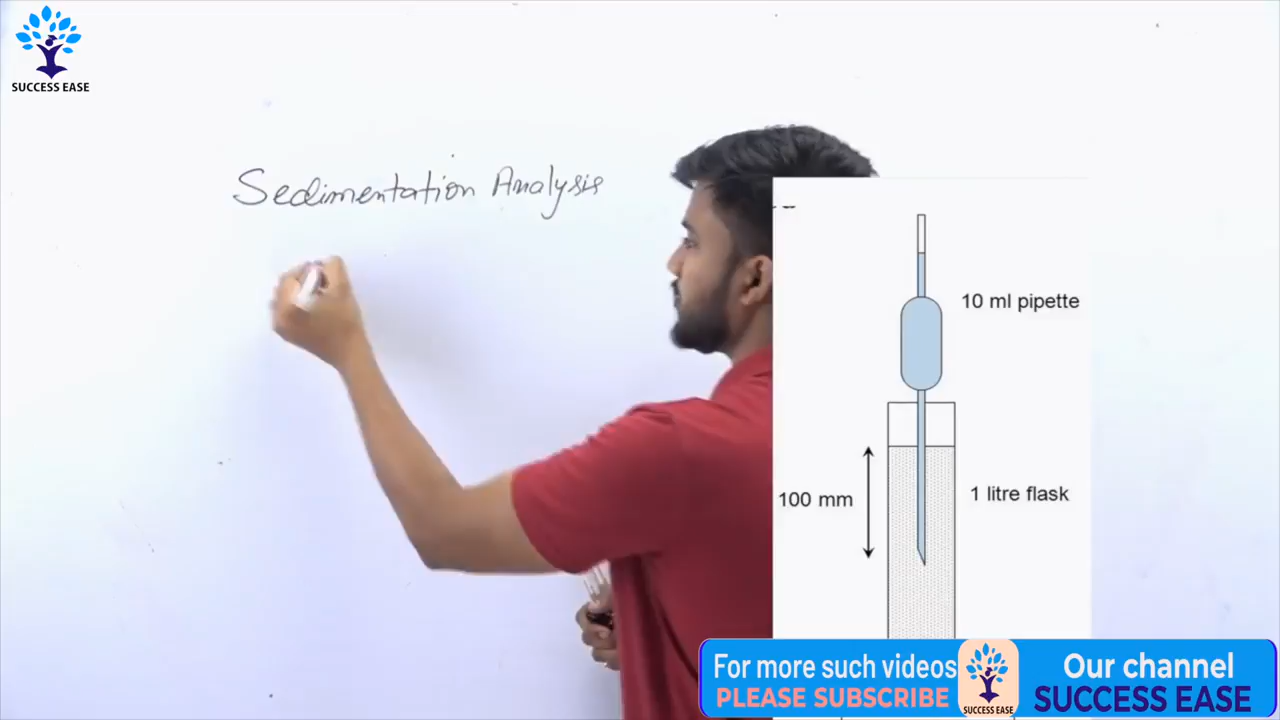 SUCCESS EASE
Sedimentation Analysis
10 ml pipette
100 mm
1 litre flask
For more such videos
PLEASE SUBSCRIBE
SUCCESS EASE
Our channel
SUCCESS EASE